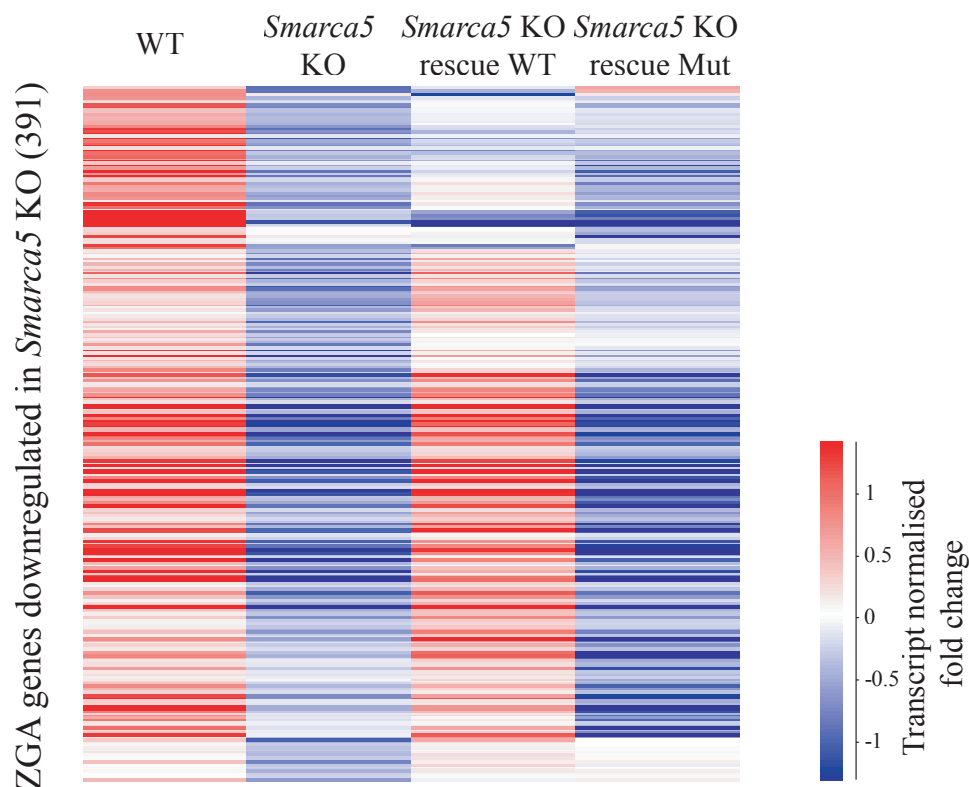 WT
Smarca5
KO
Smarca5 KO
rescue WT
Smarca5 KO
rescue Mut
ZGA genes downregulated in Smarca5 KO (391)
1
0.5
0
-0.5
-1
Transcript normalised
fold change